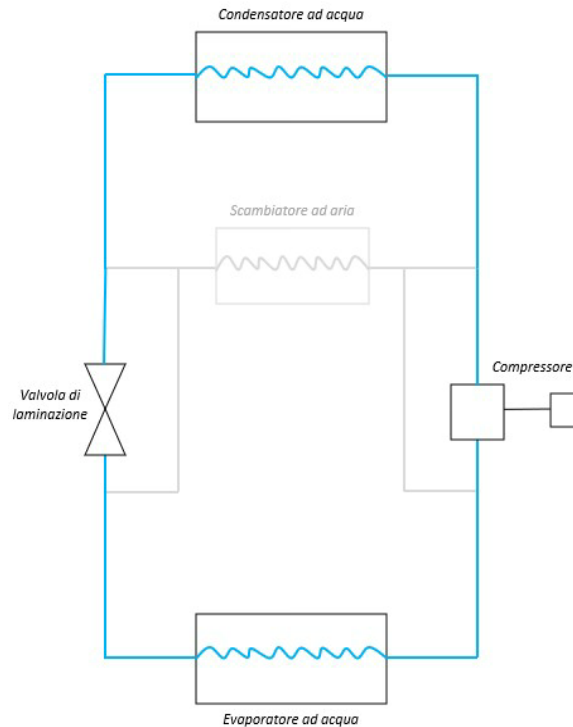 Condensatore ad acqua
Scambiatore ad aria
Compressore
Valvola di
laminazione
Evaporatore ad acqua